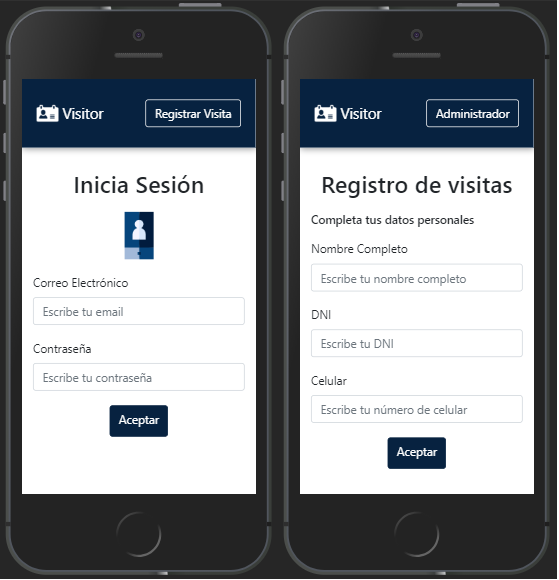 Visitor
Registrar Visita
Inicia Sesión
Correo Electrónico
Escribe tu email
Contraseña
Escribe tu contraseña
Aceptar
Visitor
Administrador
Registro de visitas
Completa tus datos personales
Nombre Completo
Escribe tu nombre completo
DNI
Escribe tu DNI
Celular
Escribe tu número de celular
Aceptar